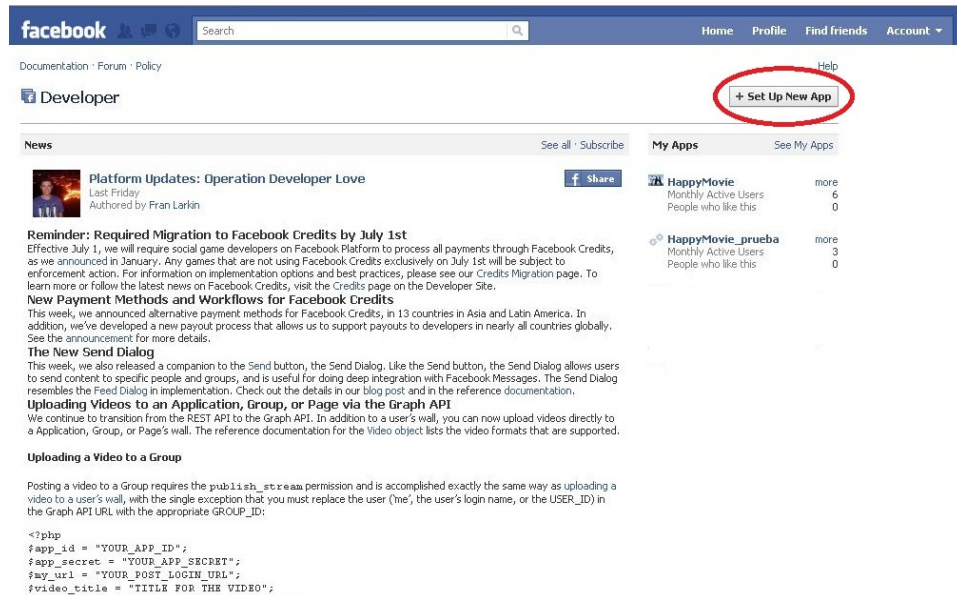 facebook Search Home Profile Find friends Account
Documentation · Forum · Policy Help
Developer + Set Up New App
News See all · Subscribe
Platform Updates: Operation Developer Love Share
Last Friday
Authored by Fran Larkin
Reminder: Required Migration to Facebook Credits by July 1st
Effective July 1, we will require social game developers on Facebook Platform to process all payments through Facebook Credits,
as we announced in January. Any games that are not using Facebook Credits exclusively on July 1st will be subject to
enforcement action. For information on implementation options and best practices, please see our Credits Migration page. To
learn more or follow the latest news on Facebook Credits, visit the Credits page on the Developer Site.
New Payment Methods and Workflows for Facebook Credits
This week, we announced alternative payment methods for Facebook Credits, in 13 countries in Asia and Latin America. In
addition, we've developed a new payout process that allows us to support payouts to developers in nearly all countries globally.
See the announcement for more details.
The New Send Dialog
This week, we also released a companion to the Send button, the Send Dialog. Like the Send button, the Send Dialog allows users
to send content to specific people and groups, and is useful for doing deep integration with Facebook Messages. The Send Dialog
resembles the Feed Dialog in implementation. Check out the details in our blog post and in the reference documentation.
Uploading Videos to an Application, Group, or Page via the Graph API
We continue to transition from the REST API to the Graph API. In addition to a user's wall, you can now upload videos directly to
a Application, Group, or Page's wall. The reference documentation for the Video object lists the video formats that are supported.
Uploading a Video to a Group
Posting a video to a Group requires the publish_stream permission and is accomplished exactly the same way as uploading a
video to a user's wall, with the single exception that you must replace the user ('me', the user's login name, or the USER_ID) in
the Graph API URL with the appropriate GROUP_ID:
<?php
$app_id = "YOUR_APP_ID";
$app_secret = "YOUR_APP_SECRET";
$my_url = "YOUR_POST_LOGIN_URL";
$video_title = "TITLE FOR THE VIDEO";
My Apps See My Apps
HappyMovie more
Monthly Active Users 6
People who like this 0
HappyMovie_prueba more
Monthly Active Users 3
People who like this 0